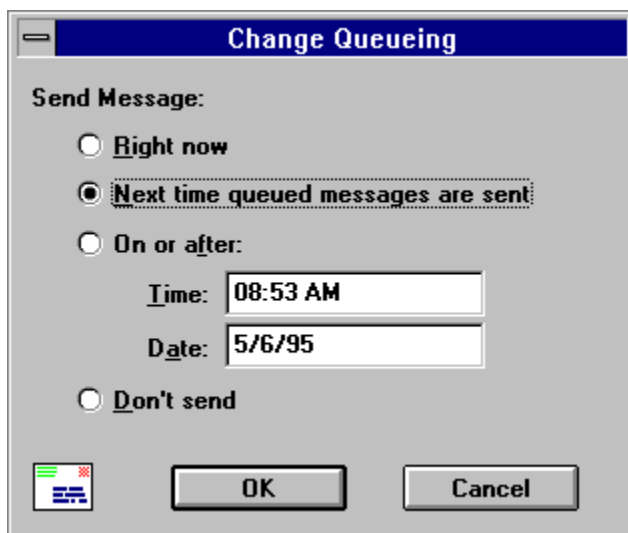 Change Queueing
Send Message:
Right now
Next time queued messages are sent
On or after:
Time: 08:53 AM
Date: 5/6/95
Don't send
OK Cancel